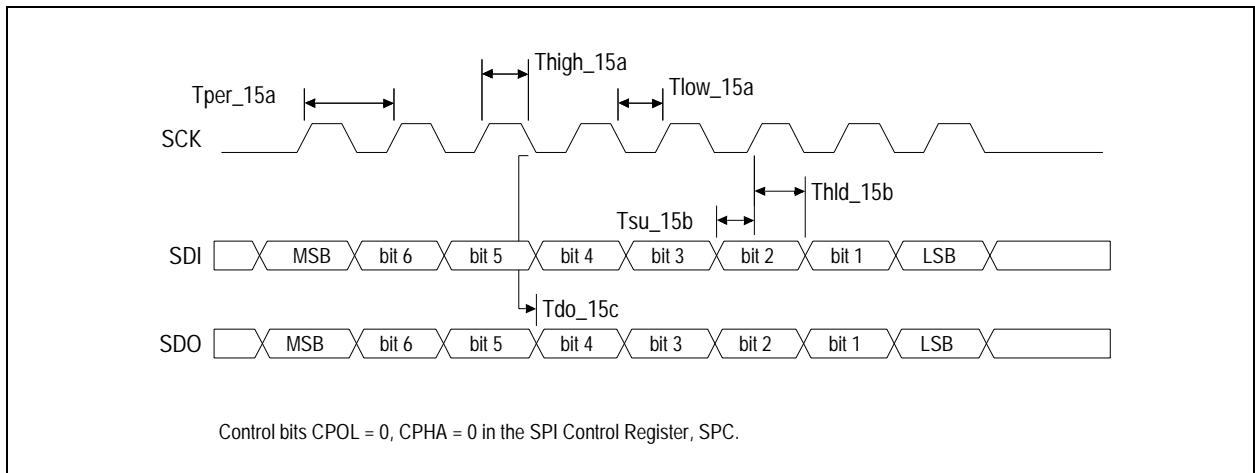 Thigh_15a
Tper_15a
Tlow_15a
SCK
Thld_15b
Tsu_15b
SDI MSB bit 6 bit 5 bit 4 bit 3 bit 2 bit 1 LSB
Tdo_15c
SDO MSB bit 6 bit 5 bit 4 bit 3 bit 2 bit 1 LSB
Control bits CPOL = 0, CPHA = 0 in the SPI Control Register, SPC.